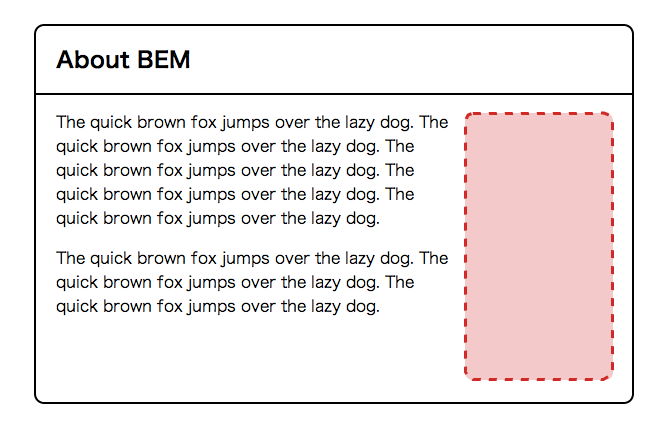 About BEM
The quick brown fox jumps over the lazy dog. The
quick brown fox jumps over the lazy dog. The
quick brown fox jumps over the lazy dog. The
quick brown fox jumps over the lazy dog. The
quick brown fox jumps over the lazy dog.
The quick brown fox jumps over the lazy dog. The
quick brown fox jumps over the lazy dog. The
quick brown fox jumps over the lazy dog.